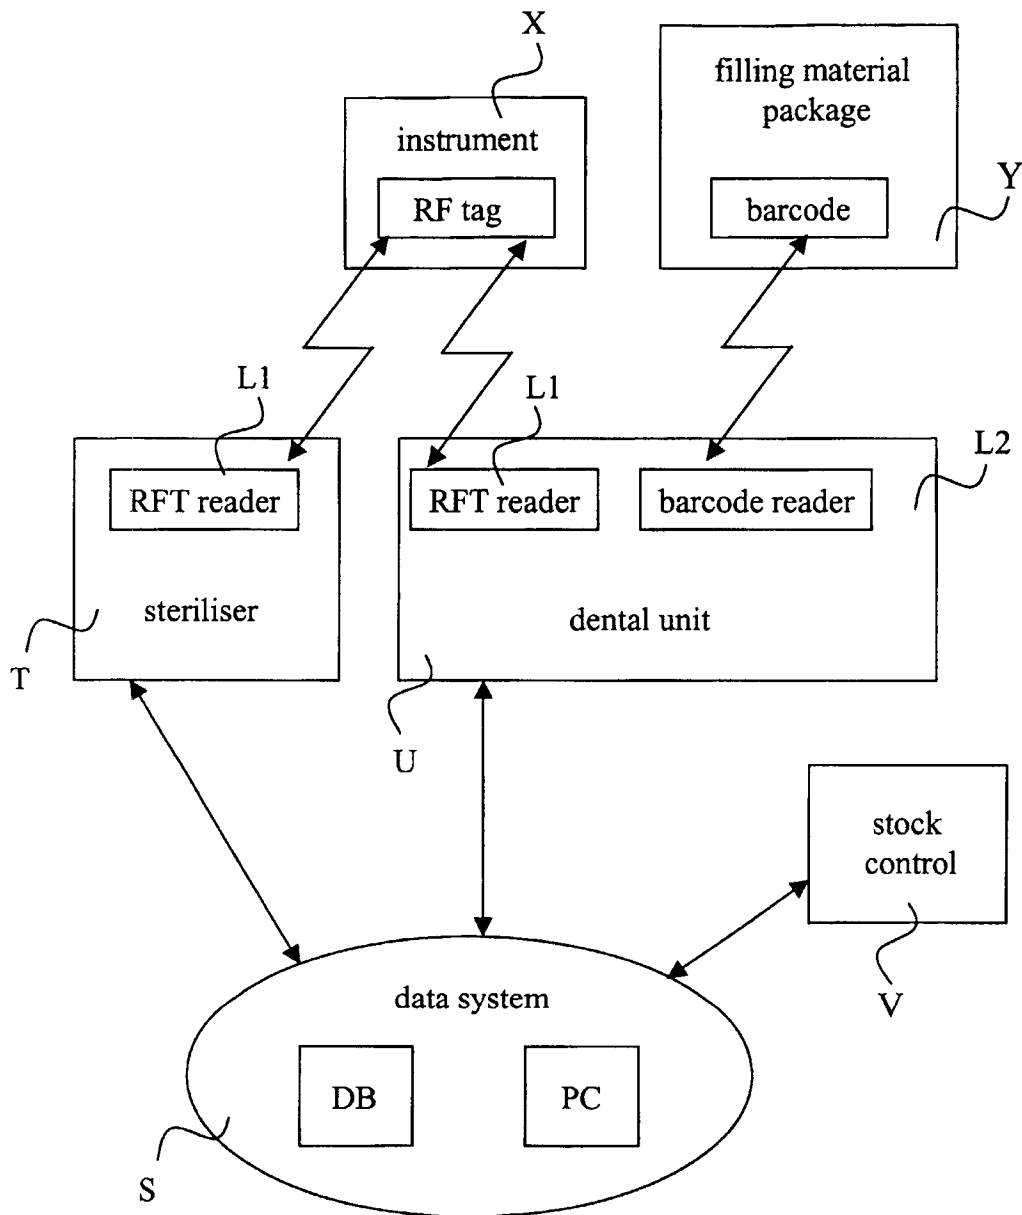 X
filling material
package
instrument
RF tag
barcode
Y
L1
L1
L2
RFT reader
RFT reader
barcode reader
steriliser
dental unit
T
U
stock
control
V
data system
DB
PC
S